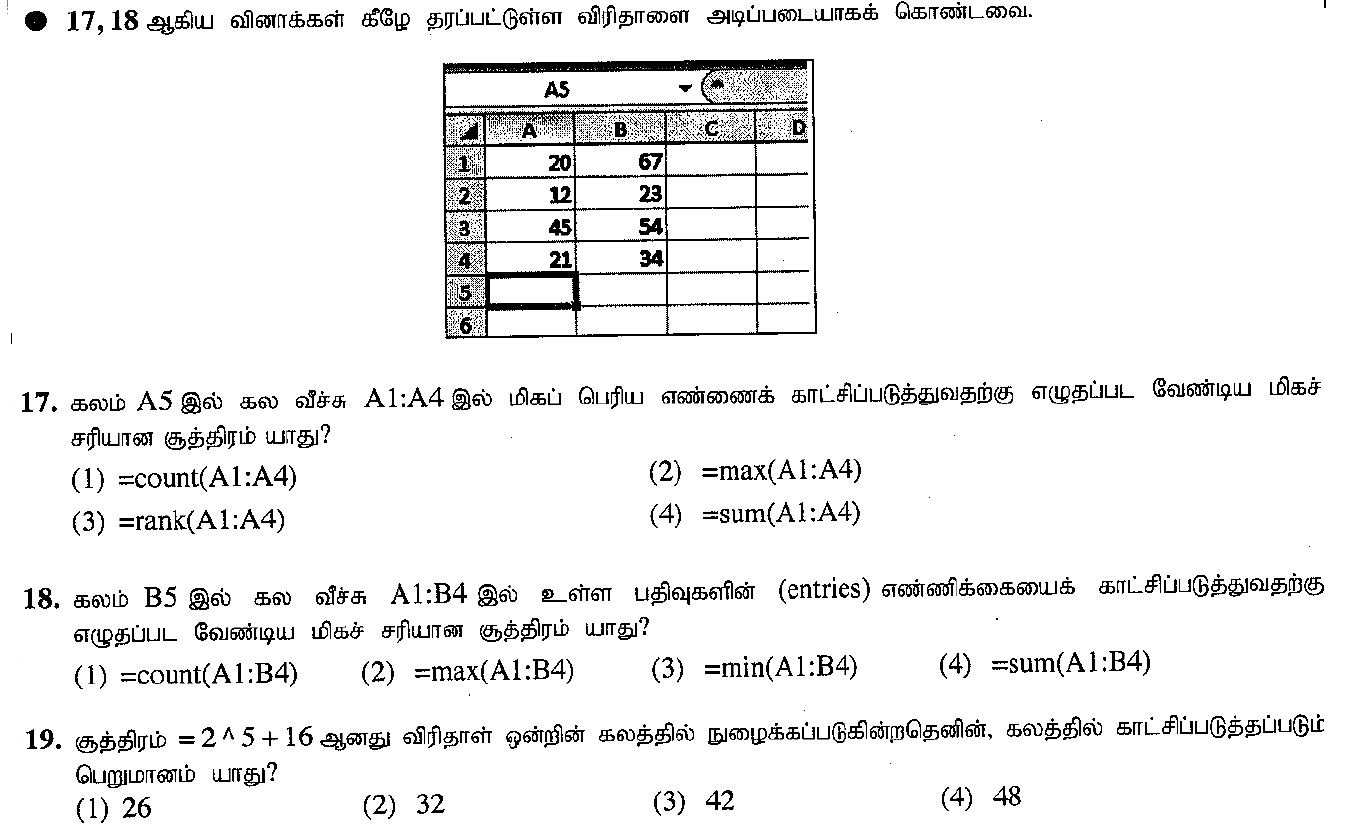 ● 17, 18 ஆகிய வினாக்கள் கீழே தரப்பட்டுள்ள விரிதாளை அடிப்படையாகக் கொண்டவை.
A5
A B C D
1 20 67
2 12 23
3 45 54
4 21 34
5
6
17. கலம் A5 இல் கல வீச்சு A1:A4 இல் மிகப் பெரிய எண்ணைக் காட்சிப்படுத்துவதற்கு எழுதப்பட வேண்டிய மிகச்
சரியான சூத்திரம் யாது?
(1) =count(A1:A4) (2) =max(A1:A4)
(3) =rank(A1:A4) (4) =sum(A1:A4)
18. கலம் B5 இல் கல வீச்சு A1:B4 இல் உள்ள பதிவுகளின் (entries) எண்ணிக்கையைக் காட்சிப்படுத்துவதற்கு
எழுதப்பட வேண்டிய மிகச் சரியான சூத்திரம் யாது?
(1) =count(A1:B4) (2) =max(A1:B4) (3) =min(A1:B4) (4) =sum(A1:B4)
19. சூத்திரம் = 2 ^ 5 + 16 ஆனது விரிதாள் ஒன்றின் கலத்தில் நுழைக்கப்படுகின்றதெனின், கலத்தில் காட்சிப்படுத்தப்படும்
பெறுமானம் யாது?
(1) 26 (2) 32 (3) 42 (4) 48